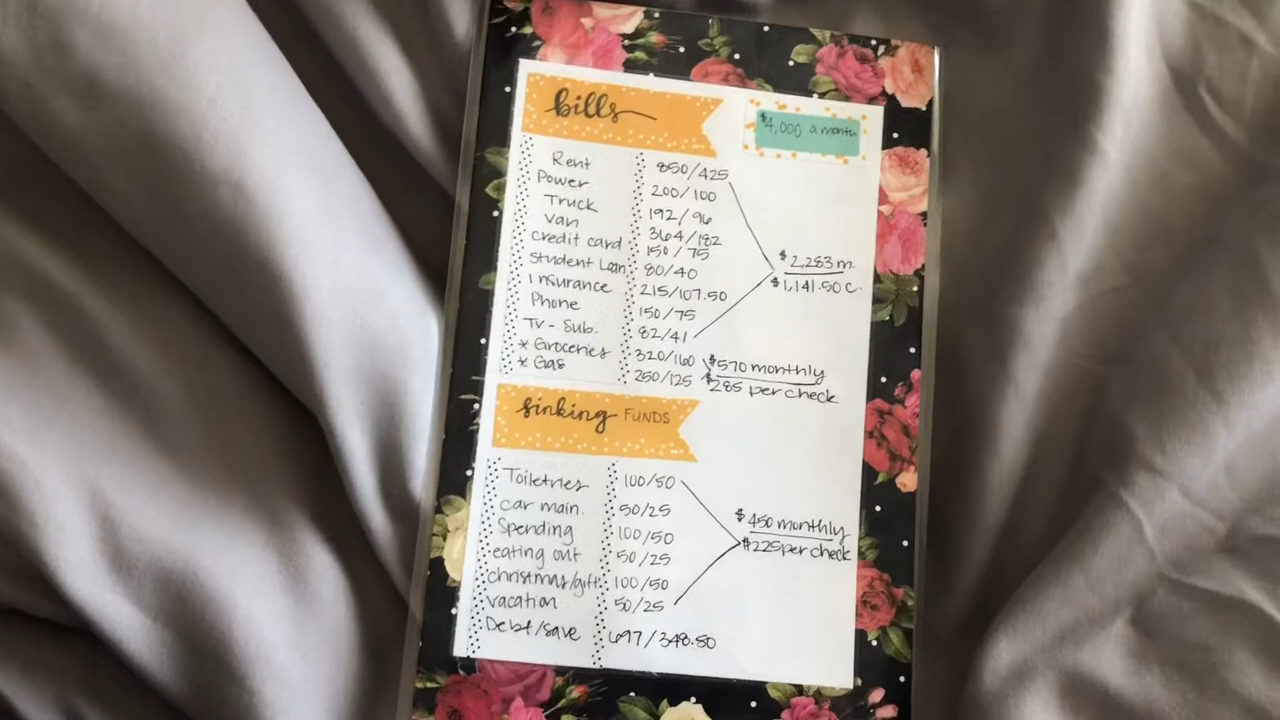 bills
$4,000 a month
Rent 850/425
Power 200/100
Truck 192/96
Van 364/182
credit card 150/75
Student Loan 80/40
Insurance 215/107.50
Phone 150/75
TV-Sub. 82/41
$2,283 m.
$1,141.50 c.
* Groceries 320/160
* Gas 250/125
$570 monthly
$285 per check
sinking FUNDS
Toiletries 100/50
car main. 50/25
Spending 100/50
eating out 50/25
christmas/gift 100/50
vacation 50/25
$450 monthly
$225 per check
Debt/save 697/348.50